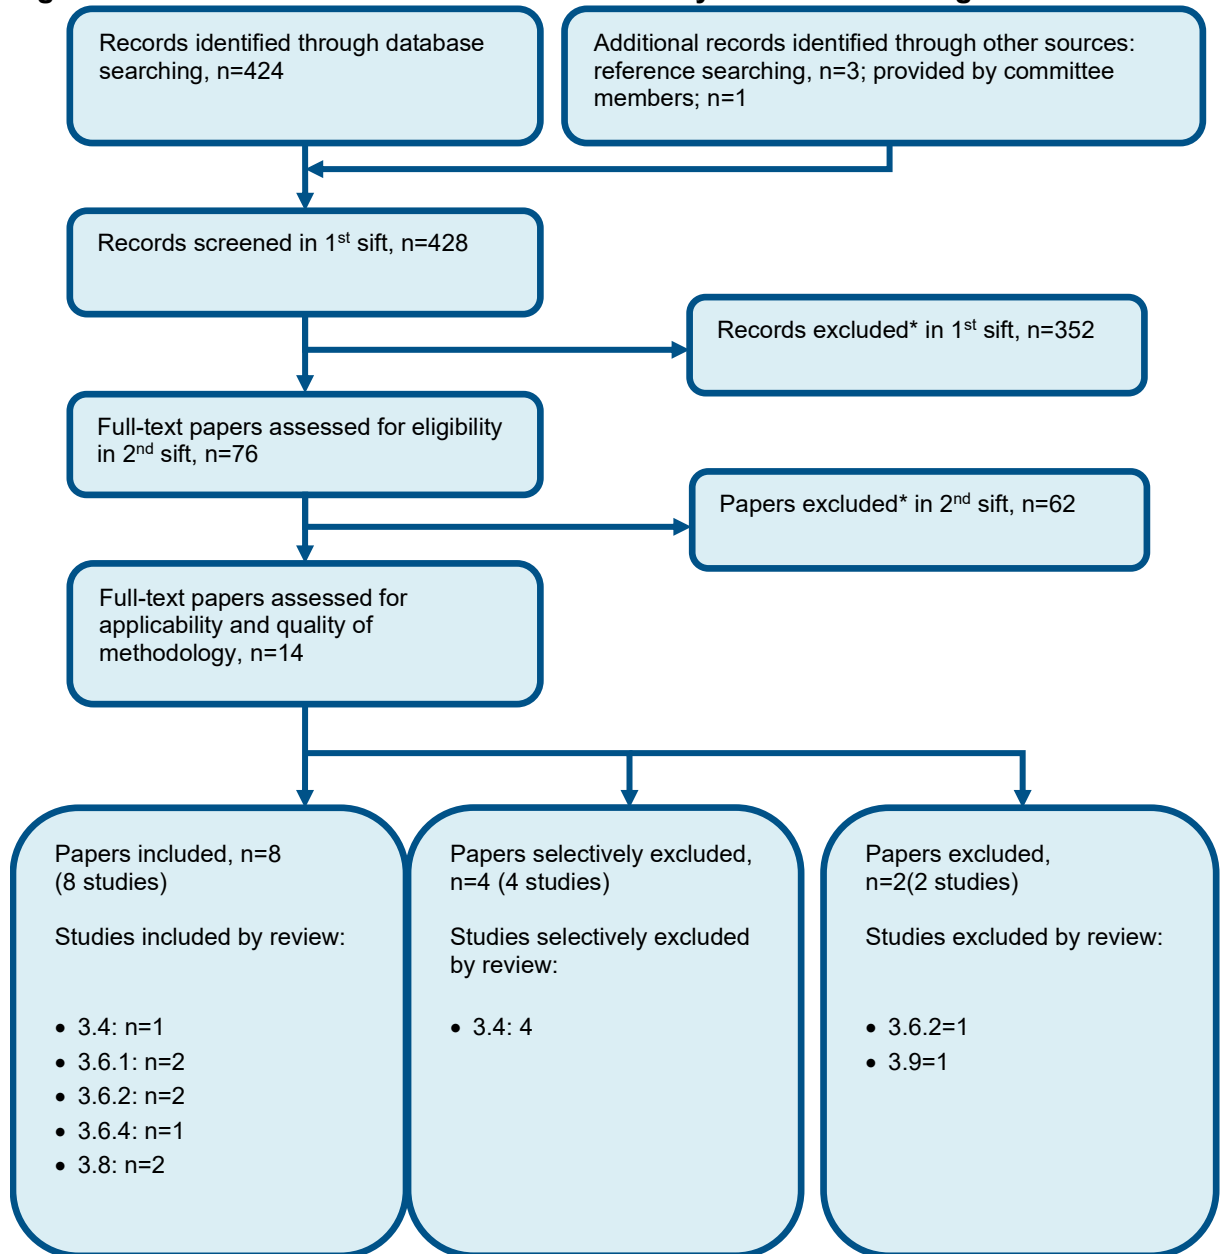 Records identified through database
searching, n=424
Additional records identified through other sources:
reference searching, n=3; provided by committee
members; n=1
Records screened in 1st sift, n=428
Records excluded* in 1st sift, n=352
Full-text papers assessed for eligibility
in 2nd sift, n=76
Papers excluded* in 2nd sift, n=62
Full-text papers assessed for
applicability and quality of
methodology, n=14
Papers included, n=8
(8 studies)
Studies included by review:
• 3.4: n=1
• 3.6.1: n=2
• 3.6.2: n=2
• 3.6.4: n=1
• 3.8: n=2
Papers selectively excluded,
n=4 (4 studies)
Studies selectively excluded
by review:
• 3.4: 4
Papers excluded,
n=2(2 studies)
Studies excluded by review:
• 3.6.2=1
• 3.9=1